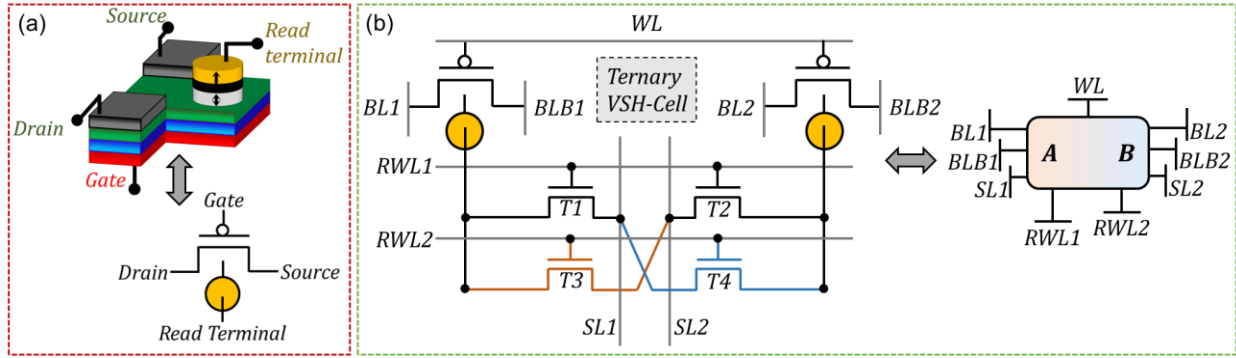 (a)
Source
Read
terminal
Drain
Gate
Gate
Drain
Source
Read Terminal
(b)
WL
Ternary
VSH-Cell
BL1
BLB1
BL2
BLB2
RWL1
T1
T2
RWL2
T3
T4
SL1
SL2
WL
BL1
BL2
BLB1
A
B
BLB2
SL1
SL2
RWL1
RWL2